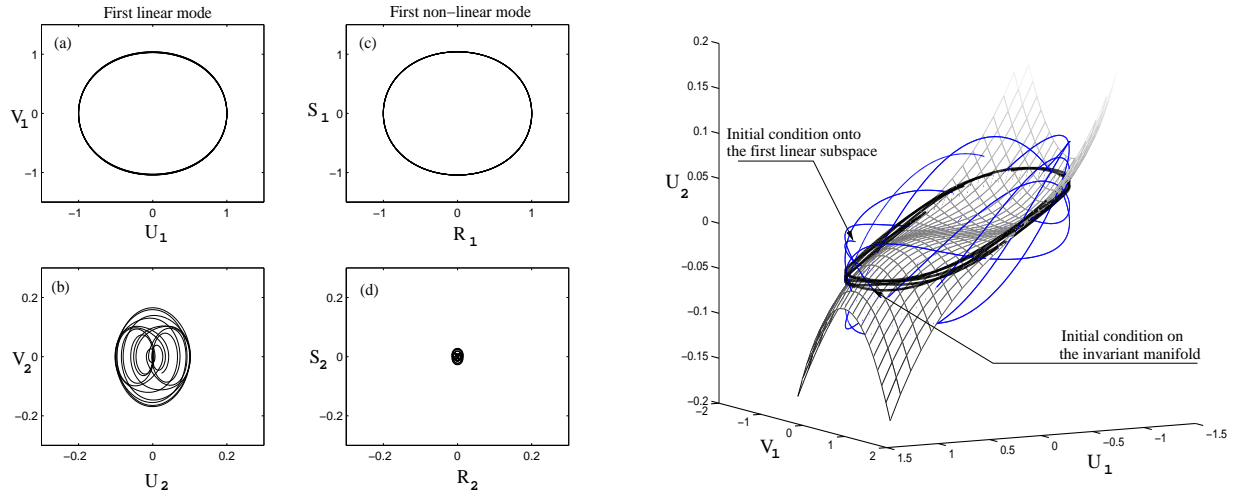 First linear mode
First non−linear mode
(a)
(c)
1
0
−1
V1
1
0
−1
S1
−1 0 1
−1 0 1
U1
R1
(b)
(d)
0.2
0
−0.2
V2
0.2
0
−0.2
S2
−0.2 0 0.2
−0.2 0 0.2
U2
R2
0.2
0.15
0.1
0.05
0
−0.05
−0.1
−0.15
−0.2
U2
Initial condition onto
the first linear subspace
Initial condition on
the invariant manifold
−2
−1
0
1
2
V1
1.5
1
0.5
0
−0.5
−1
−1.5
U1